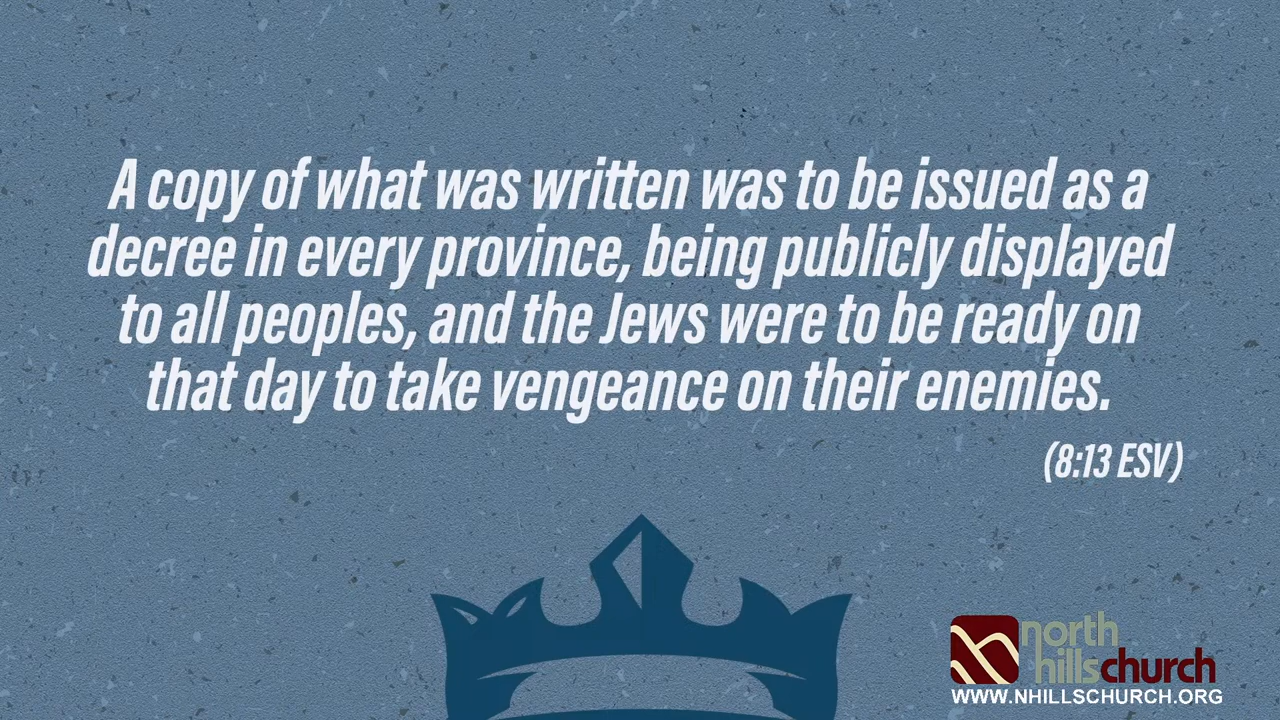 A copy of what was written was to be issued as a
decree in every province, being publicly displayed
to all peoples, and the Jews were to be ready on
that day to take vengeance on their enemies.
(8:13 ESV)
north
hillschurch
WWW.NHILLSCHURCH.ORG